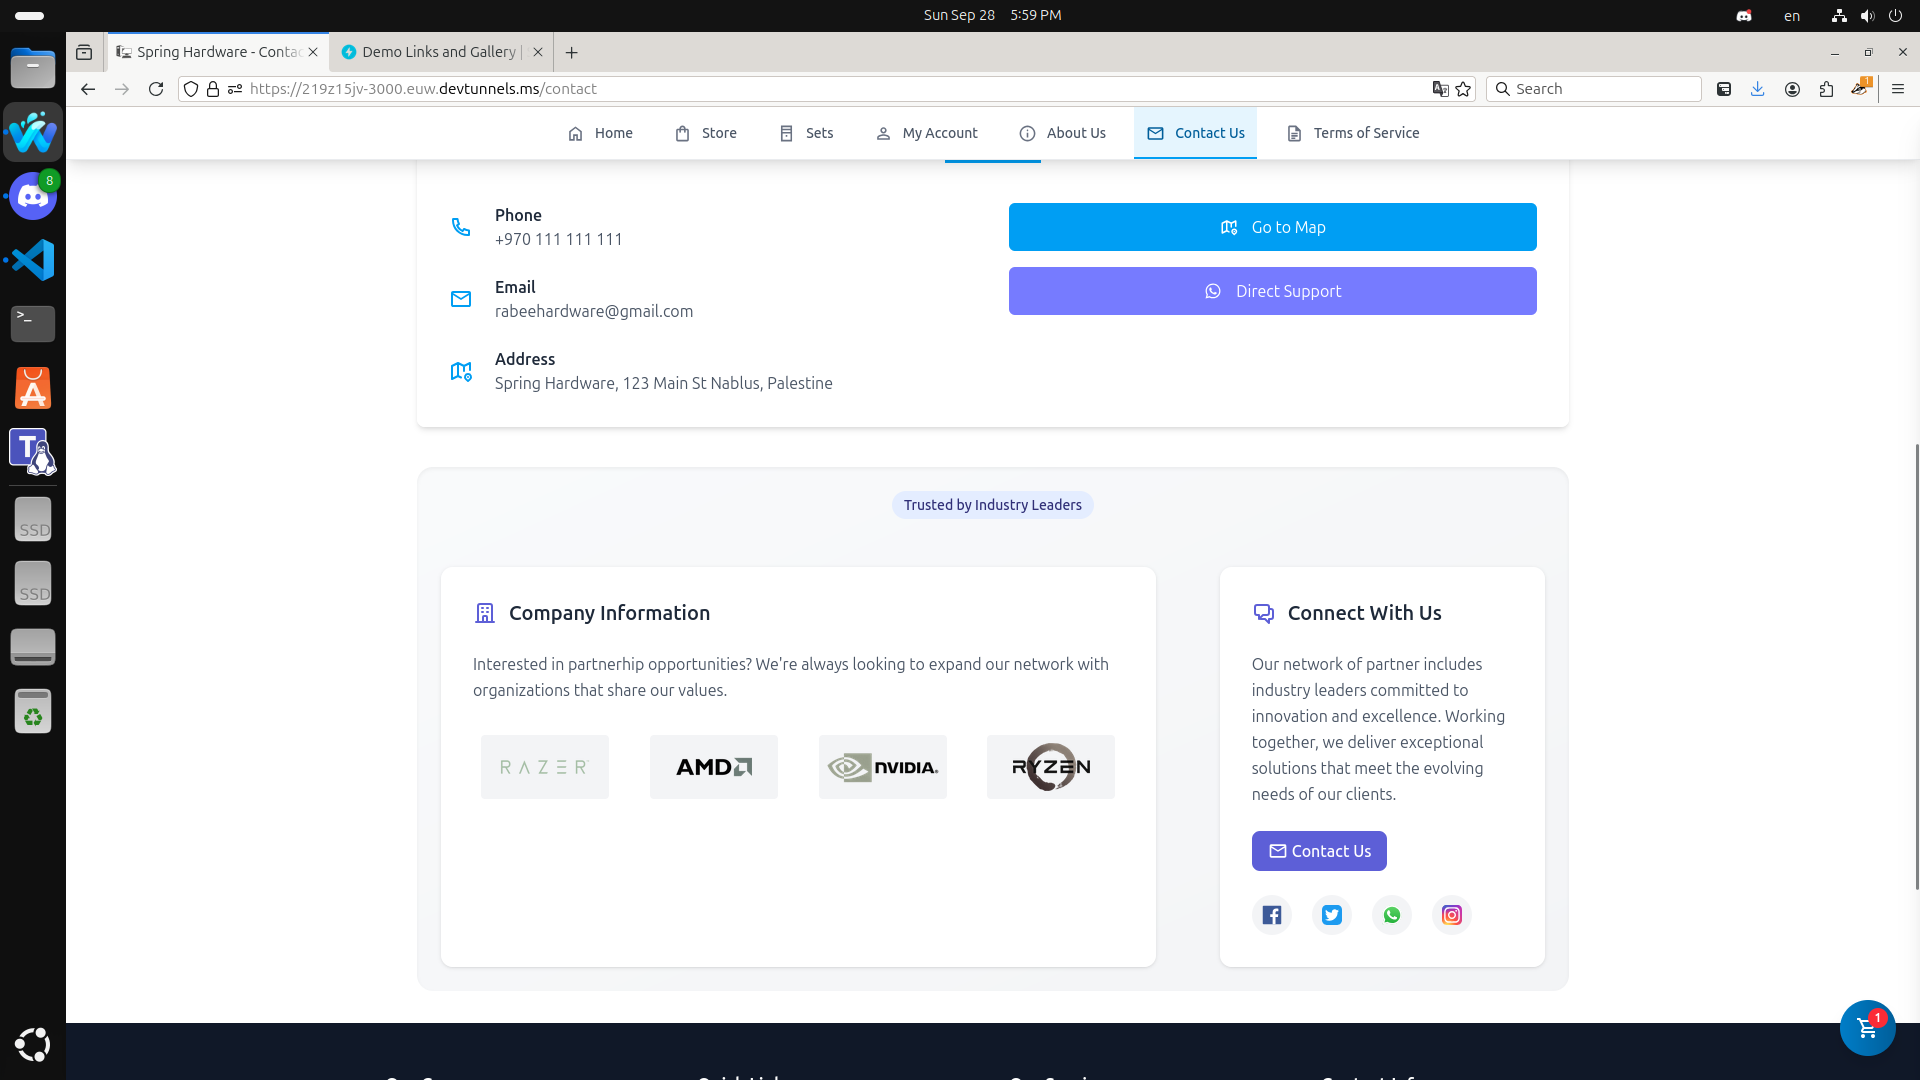 Sun Sep 28 5:59 PM
en
Spring Hardware - Contac
Demo Links and Gallery |
https://219z15jv-3000.euw.devtunnels.ms/contact
Search
1
8
Home
Store
Sets
My Account
About Us
Contact Us
Terms of Service
Phone
+970 111 111 111
Go to Map
Email
rabeehardware@gmail.com
Direct Support
Address
Spring Hardware, 123 Main St Nablus, Palestine
Trusted by Industry Leaders
Company Information
Interested in partnerhip opportunities? We're always looking to expand our network with
organizations that share our values.
RAZER
AMD
NVIDIA.
RYZEN
Connect With Us
Our network of partner includes
industry leaders committed to
innovation and excellence. Working
together, we deliver exceptional
solutions that meet the evolving
needs of our clients.
Contact Us
1
SSD
SSD